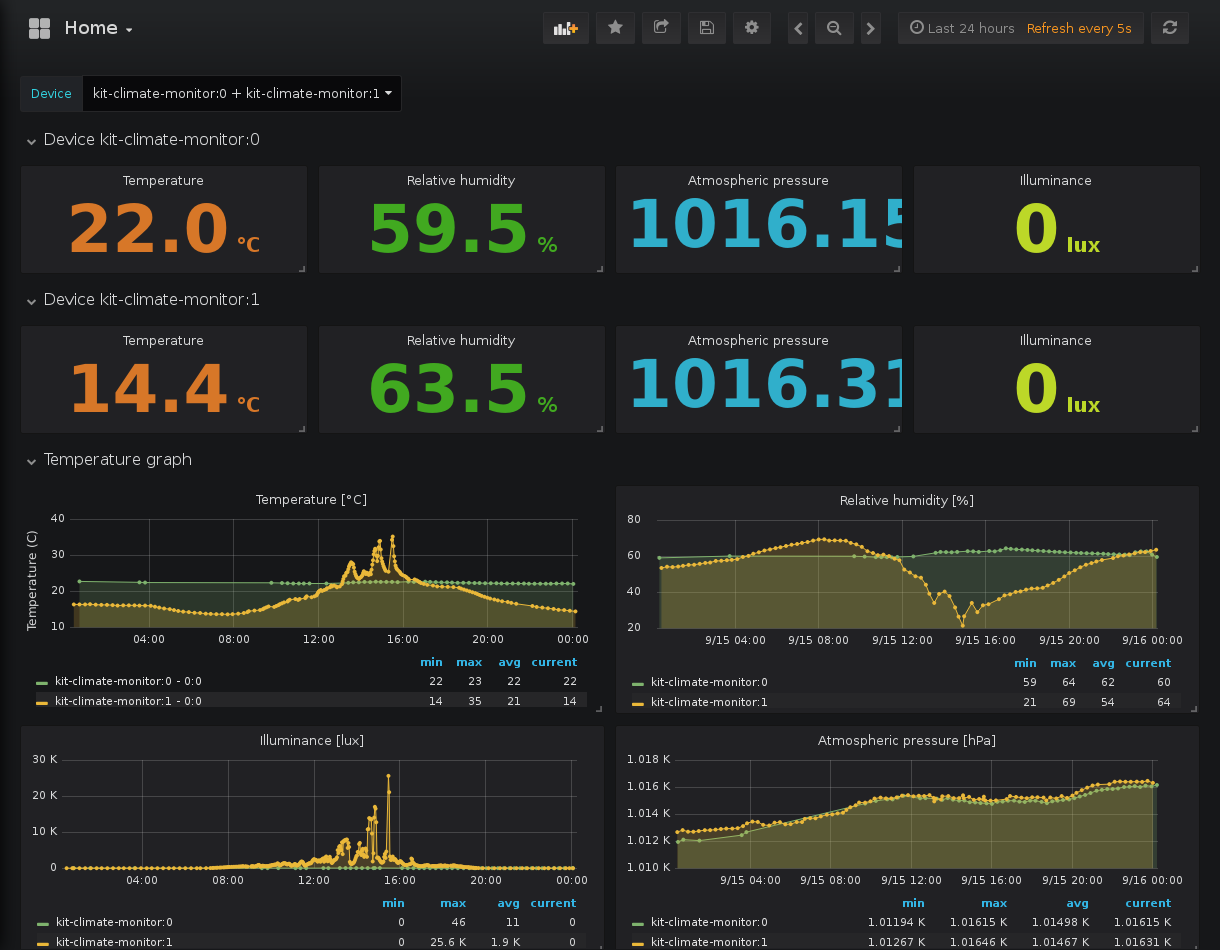 Home
Last 24 hours Refresh every 5s
Device kit-climate-monitor:0 + kit-climate-monitor:1
Device kit-climate-monitor:0
Temperature Relative humidity Atmospheric pressure Illuminance
22.0 °C 59.5 % 1016.15 0 lux
Device kit-climate-monitor:1
Temperature Relative humidity Atmospheric pressure Illuminance
14.4 °C 63.5 % 1016.31 0 lux
Temperature graph
Temperature [°C]
Temperature (C)
40
30
20
10
04:00 08:00 12:00 16:00 20:00 00:00
min max avg current
kit-climate-monitor:0 - 0:0 22 23 22 22
kit-climate-monitor:1 - 0:0 14 35 21 14
Relative humidity [%]
80
60
40
20
9/15 04:00 9/15 08:00 9/15 12:00 9/15 16:00 9/15 20:00 9/16 00:00
min max avg current
kit-climate-monitor:0 59 64 62 60
kit-climate-monitor:1 21 69 54 64
Illuminance [lux]
30 K
20 K
10 K
0
04:00 08:00 12:00 16:00 20:00 00:00
min max avg current
kit-climate-monitor:0 0 46 11 0
kit-climate-monitor:1 0 25.6 K 1.9 K 0
Atmospheric pressure [hPa]
1.018 K
1.016 K
1.014 K
1.012 K
1.010 K
9/15 04:00 9/15 08:00 9/15 12:00 9/15 16:00 9/15 20:00 9/16 00:00
min max avg current
kit-climate-monitor:0 1.01194 K 1.01615 K 1.01498 K 1.01615 K
kit-climate-monitor:1 1.01267 K 1.01646 K 1.01467 K 1.01631 K